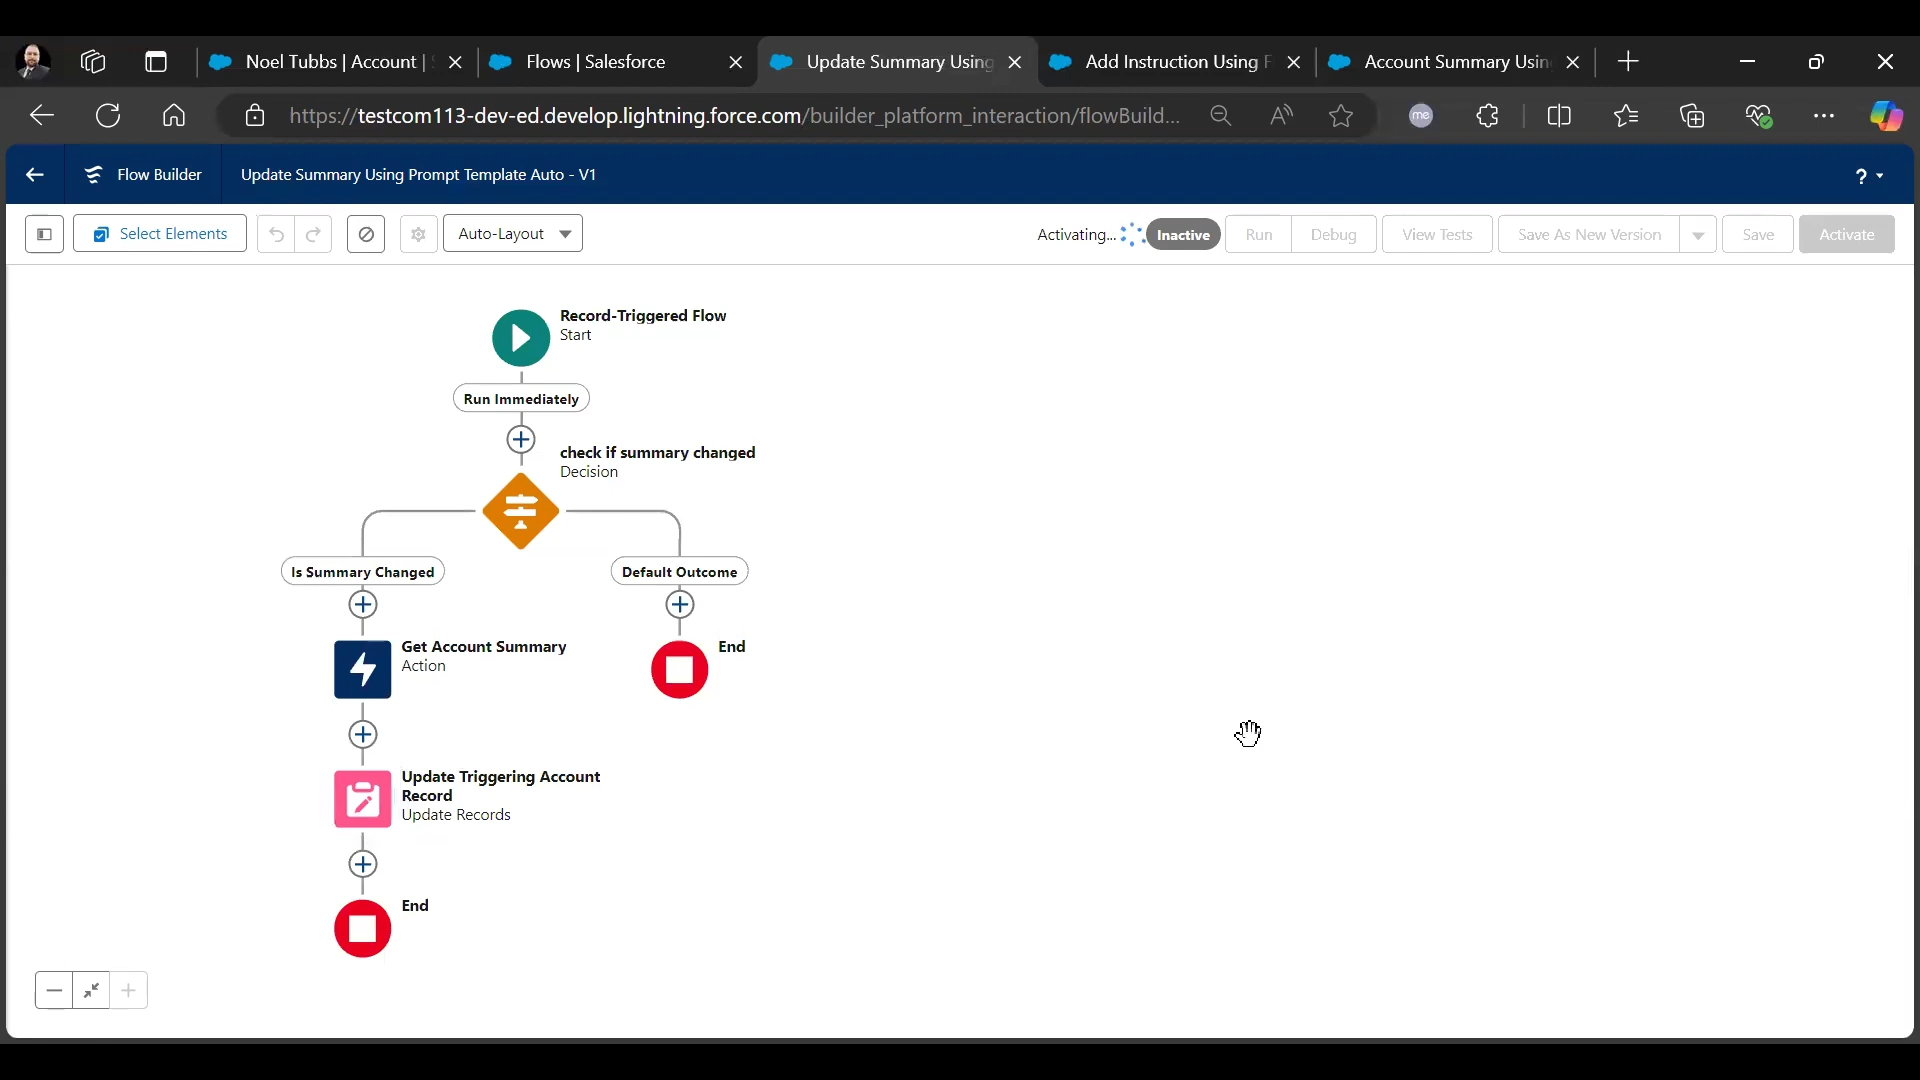 Noel Tubbs | Account |
Flows | Salesforce
Update Summary Using
Add Instruction Using F
Account Summary Usin
me
https://testcom113-dev-ed.develop.lightning.force.com/builder_platform_interaction/flowBuild...
Flow Builder
Update Summary Using Prompt Template Auto - V1
?
Select Elements
Auto-Layout
Activating...
Inactive
Run
Debug
View Tests
Save As New Version
Save
Activate
Record-Triggered Flow
Start
Run Immediately
check if summary changed
Decision
Is Summary Changed
Default Outcome
Get Account Summary
Action
End
Update Triggering Account
Record
Update Records
End